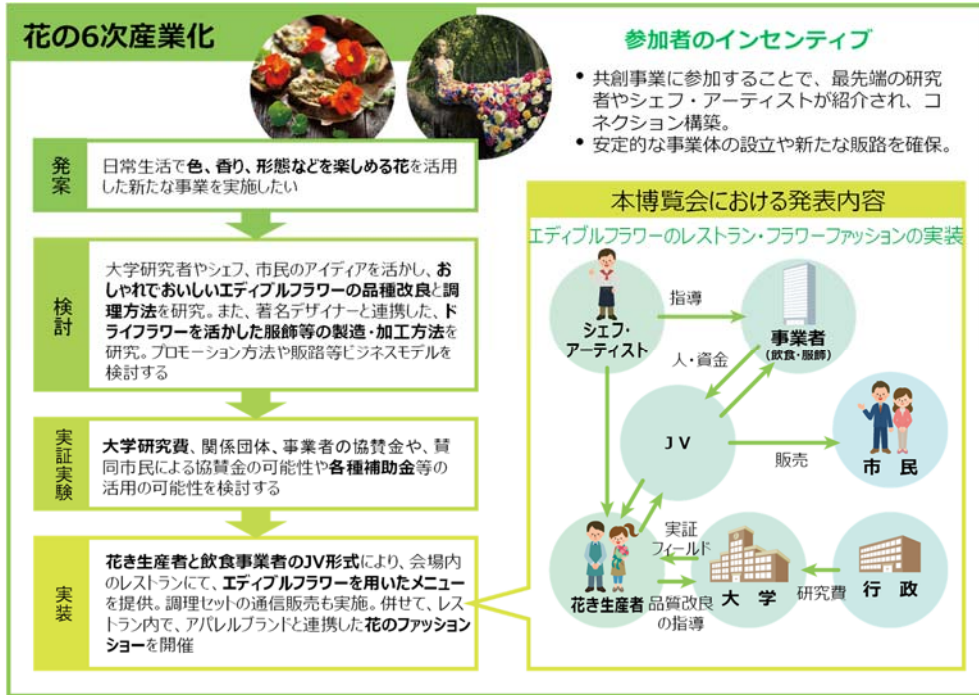 花の6次産業化
参加者のインセンティブ
• 共創事業に参加することで、最先端の研究
者やシェフ・アーティストが紹介され、コ
ネクション構築。
• 安定的な事業体の設立や新たな販路を確保。
発案
日常生活で色、香り、形態などを楽しめる花を活用
した新たな事業を実施したい
検討
大学研究者やシェフ、市民のアイディアを活かし、お
しゃれでおいしいエディブルフラワーの品種改良と調
理方法を研究。また、著名デザイナーと連携した、ド
ライフラワーを活かした服飾等の製造・加工方法を
研究。プロモーション方法や販路等ビジネスモデルを
検討する
実証実験
大学研究費、関係団体、事業者の協賛金や、賛
同市民による協賛金の可能性や各種補助金等の
活用の可能性を検討する
実装
花き生産者と飲食事業者のJV形式により、会場内
のレストランにて、エディブルフラワーを用いたメニュー
を提供。調理セットの通信販売も実施。併せて、レス
トラン内で、アパレルブランドと連携した花のファッション
ショーを開催
本博覧会における発表内容
エディブルフラワーのレストラン・フラワーファッションの実装
シェフ・
アーティスト
指導
事業者
(飲食・服師)
人・資金
JV
販売
市民
花き生産者
実証
フィールド
品質改良
の指導
大学
研究費
行政